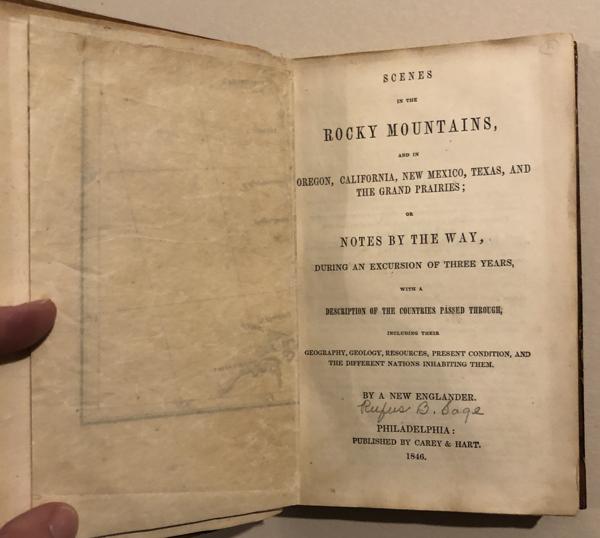 SCENES
IN THE
ROCKY MOUNTAINS,
AND IN
OREGON, CALIFORNIA, NEW MEXICO, TEXAS, AND
THE GRAND PRAIRIES;
OR
NOTES BY THE WAY,
DURING AN EXCURSION OF THREE YEARS,
WITH A
DESCRIPTION OF THE COUNTRIES PASSED THROUGH,
INCLUDING THEIR
GEOGRAPHY, GEOLOGY, RESOURCES, PRESENT CONDITION, AND
THE DIFFERENT NATIONS INHABITING THEM.
BY A NEW ENGLANDER.
Rufus B. Sage
PHILADELPHIA:
PUBLISHED BY CAREY & HART.
1846.